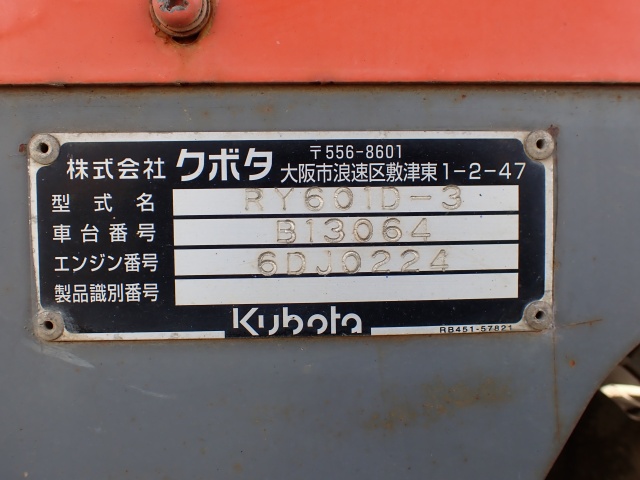 株式会社 クボタ 〒556-8601
大阪市浪速区敷津東1-2-47
型式名 RY601D-3
車台番号 B13064
エンジン番号 6DJ0224
製品識別番号
Kubota
RB451-57821